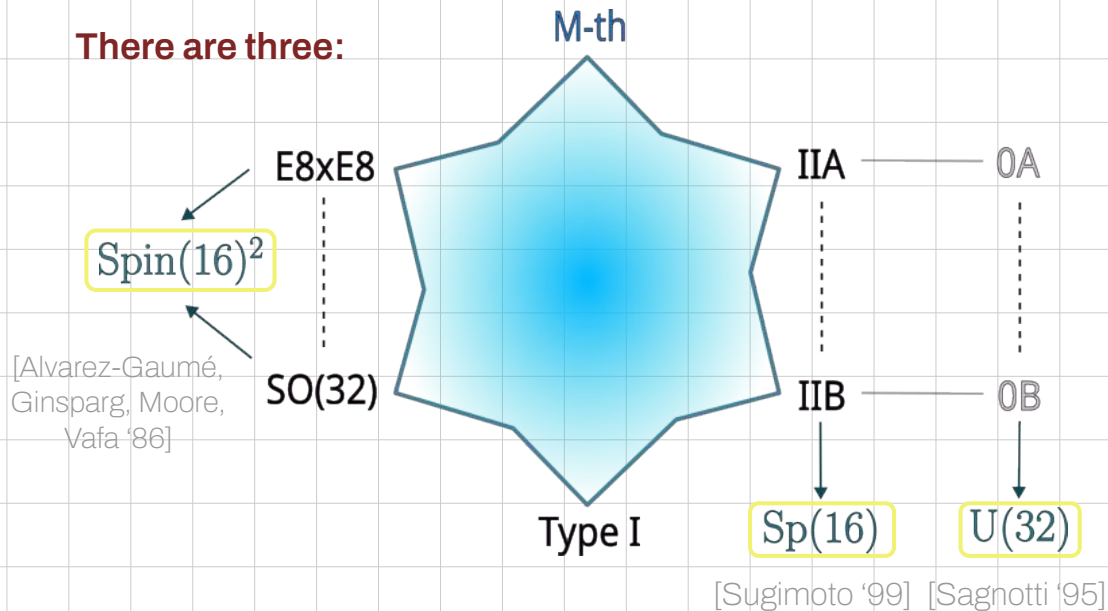 There are three:
M-th
E8xE8
IIA
0A
Spin(16)²
[Alvarez-Gaumé,
Ginsparg, Moore,
Vafa ‘86]
SO(32)
IIB
0B
Type I
Sp(16)
U(32)
[Sugimoto ‘99]
[Sagnotti ‘95]